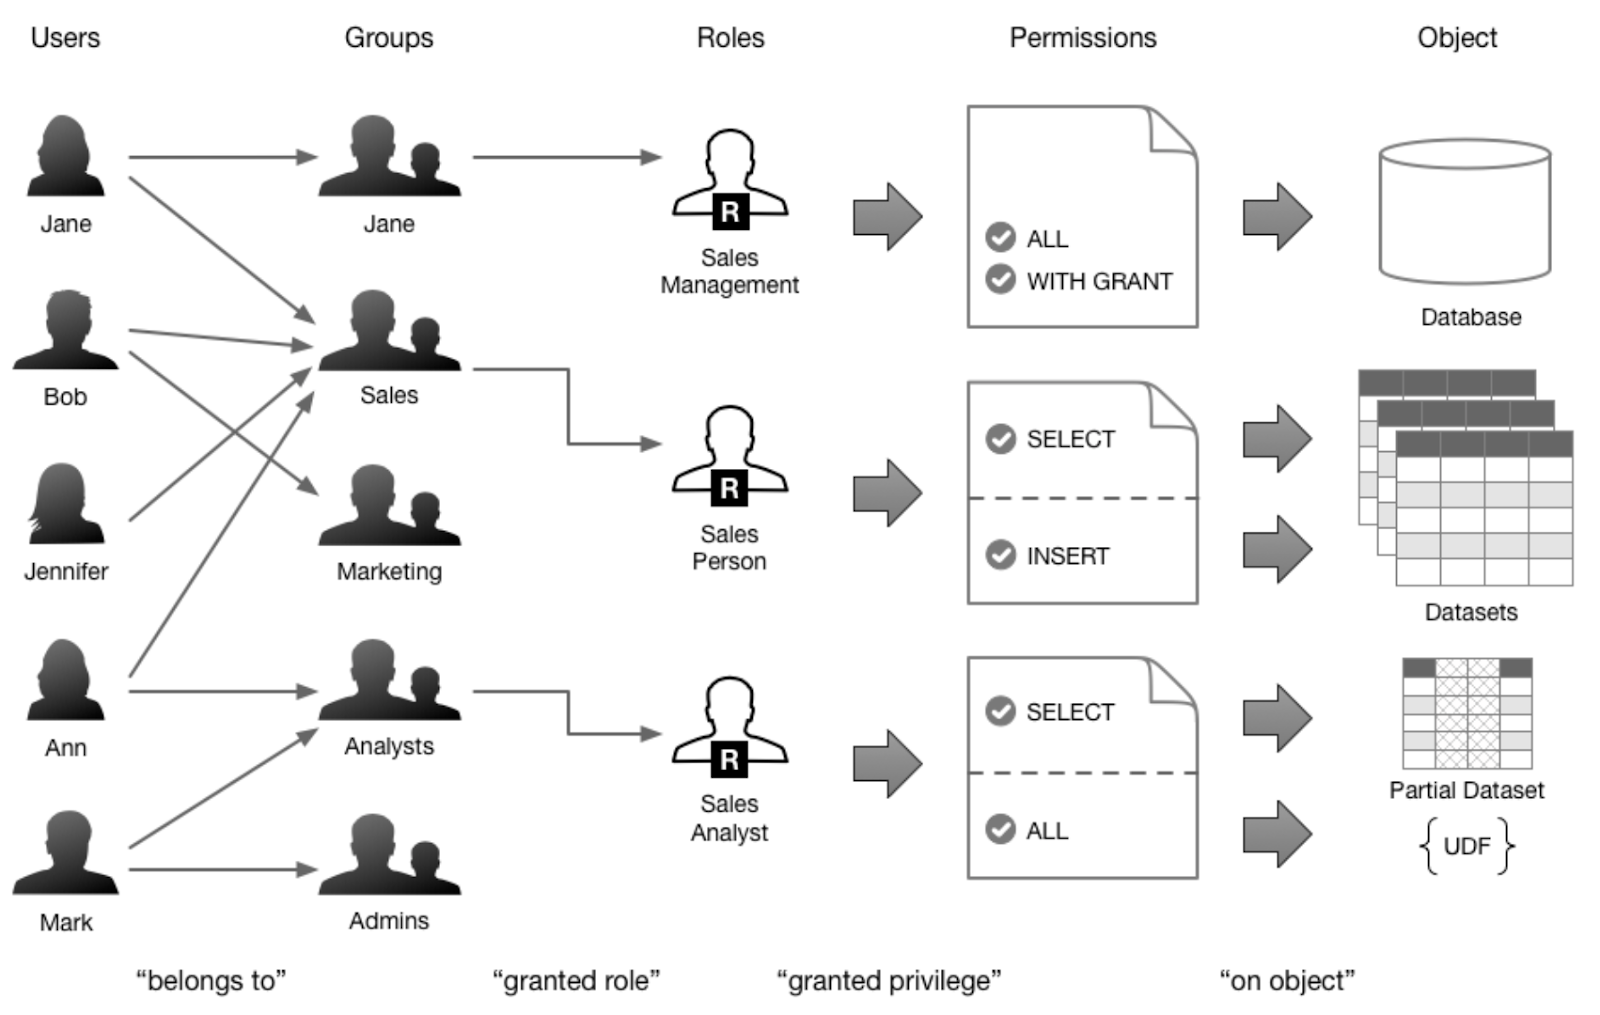 Users
Groups
Roles
Permissions
Object
Jane
Jane
Sales
Management
ALL
WITH GRANT
Database
Bob
Sales
R
Sales
Person
R
SELECT
INSERT
Datasets
Jennifer
Marketing
Ann
Analysts
R
Sales
Analyst
SELECT
ALL
Partial Dataset
{ UDF }
Mark
Admins
“belongs to”
“granted role”
“granted privilege”
“on object”